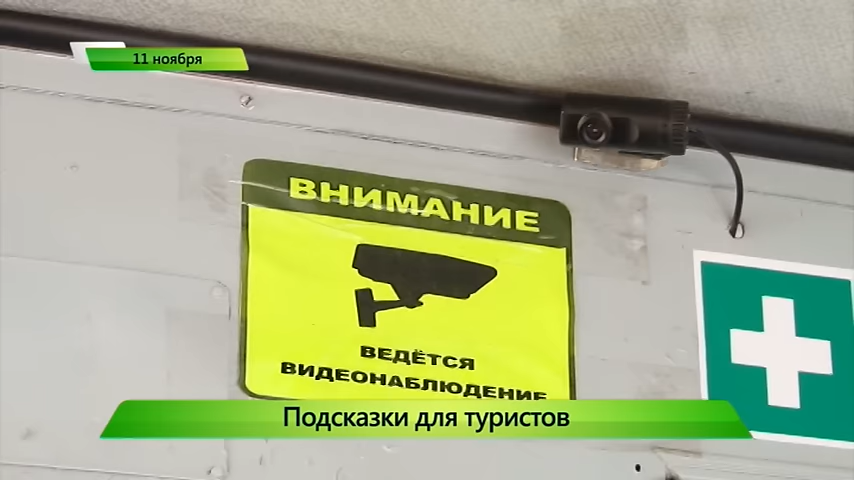 11 ноября
ВНИМАНИЕ
ВЕДЁТСЯ
ВИДЕОНАБЛЮДЕНИЕ
Подсказки для туристов